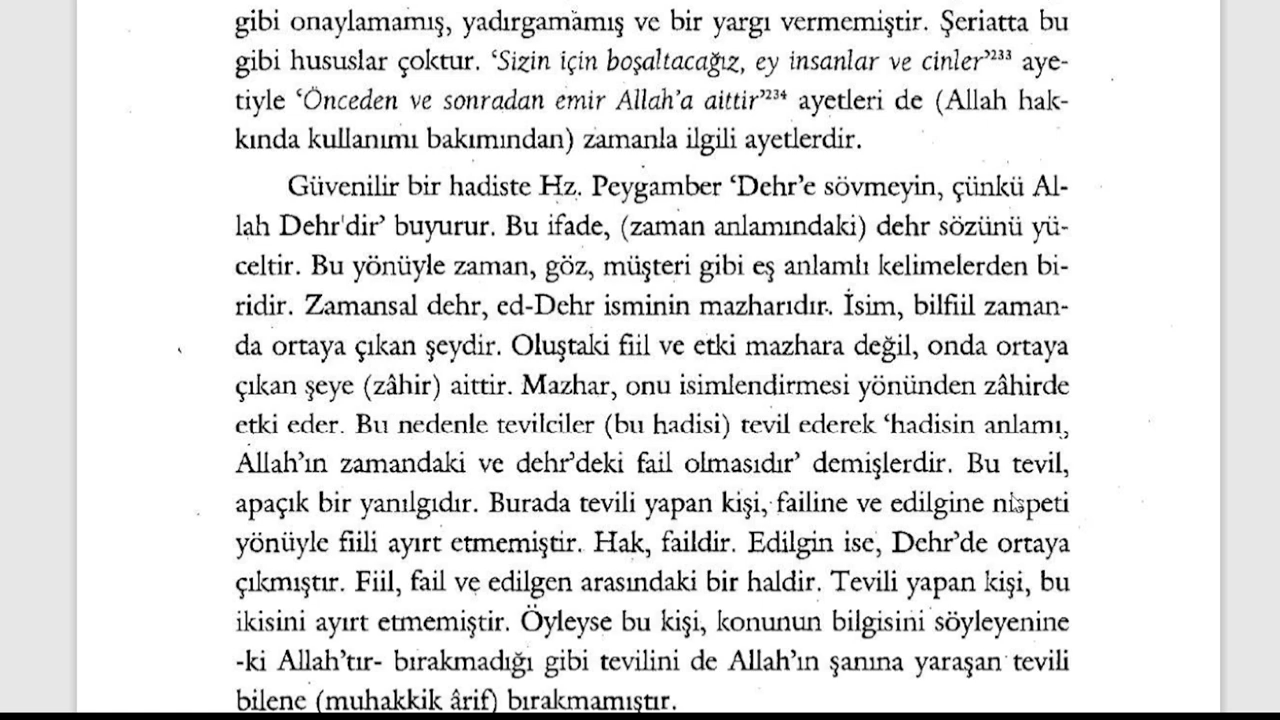 gibi onaylamamış, yadırgamamış ve bir yargı vermemiştir. Şeriatta bu
gibi hususlar çoktur. ‘Sizin için boşaltacağız, ey insanlar ve cinler’²³³ aye-
tiyle ‘Önceden ve sonradan emir Allah’a aittir’²³⁴ ayetleri de (Allah hak-
kında kullanımı bakımından) zamanla ilgili ayetlerdir.
Güvenilir bir hadiste Hz. Peygamber ‘Dehr’e sövmeyin, çünkü Al-
lah Dehr'dir’ buyurur. Bu ifade, (zaman anlamındaki) dehr sözünü yü-
celtir. Bu yönüyle zaman, göz, müşteri gibi eş anlamlı kelimelerden bi-
ridir. Zamansal dehr, ed-Dehr isminin mazharıdır. İsim, bilfiil zaman-
da ortaya çıkan şeydir. Oluştaki fiil ve etki mazhara değil, onda ortaya
çıkan şeye (zâhir) aittir. Mazhar, onu isimlendirmesi yönünden zâhirde
etki eder. Bu nedenle tevilciler (bu hadisi) tevil ederek ‘hadisin anlamı,
Allah’ın zamandaki ve dehr’deki fail olmasıdır’ demişlerdir. Bu tevil,
apaçık bir yanılgıdır. Burada tevili yapan kişi, failine ve edilgine nispeti
yönüyle fiili ayırt etmemiştir. Hak, faildir. Edilgin ise, Dehr’de ortaya
çıkmıştır. Fiil, fail ve edilgen arasındaki bir haldir. Tevili yapan kişi, bu
ikisini ayırt etmemiştir. Öyleyse bu kişi, konunun bilgisini söyleyenine
-ki Allah’tır- bırakmadığı gibi tevilini de Allah’ın şanına yaraşan tevili
bilene (muhakkik ârif) bırakmamıştır.